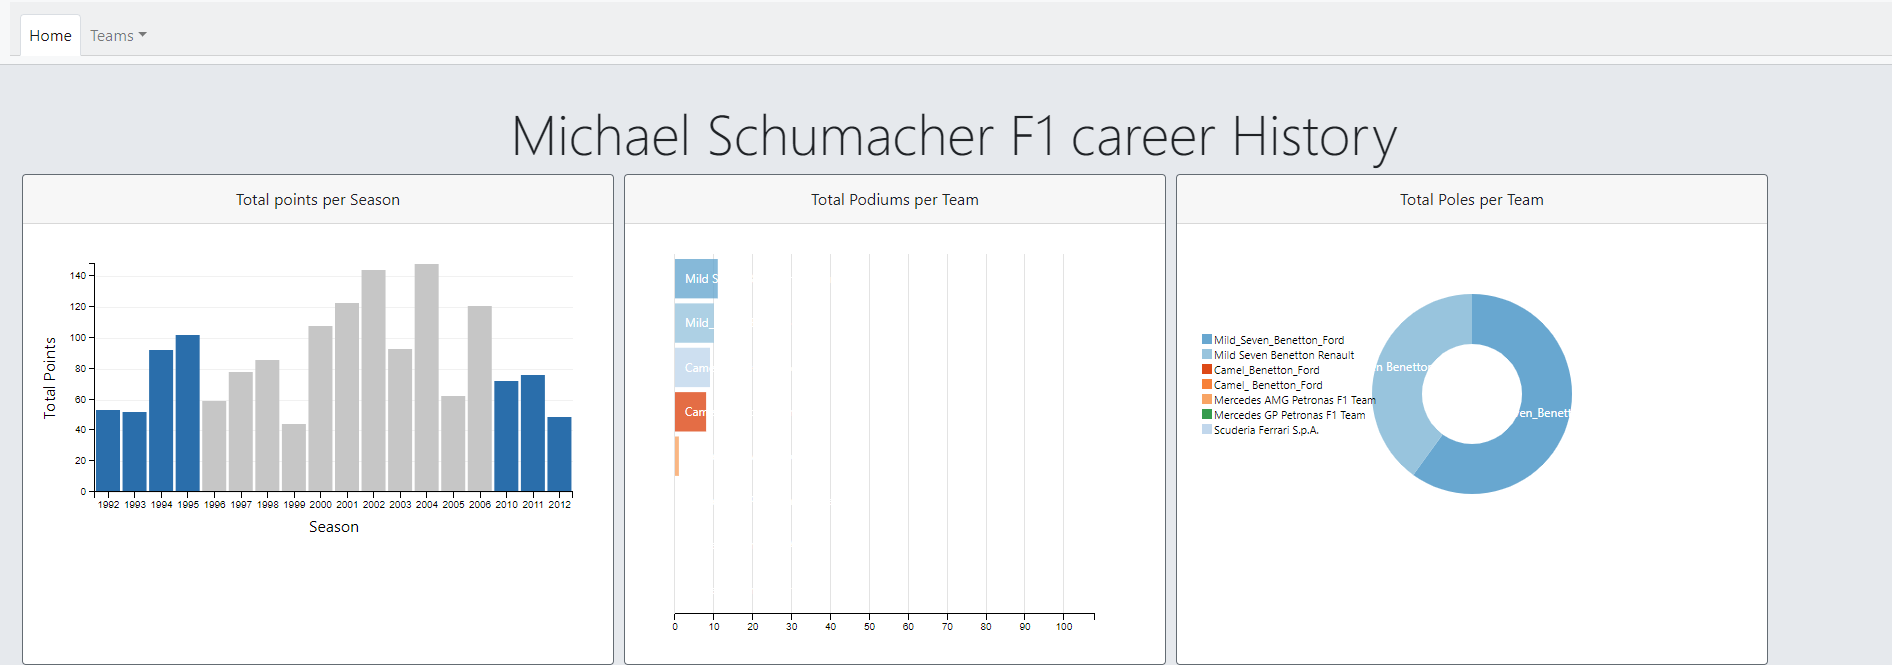 Home Teams
Michael Schumacher F1 career History
Total points per Season
140
120
100
80
60
40
20
0
Total Points
1992 1993 1994 1995 1996 1997 1998 1999 2000 2001 2002 2003 2004 2005 2006 2010 2011 2012
Season
Total Podiums per Team
Mild S
Mild_
Cam
Cam
0 10 20 30 40 50 60 70 80 90 100
Total Poles per Team
Mild_Seven_Benetton_Ford
Mild Seven Benetton Renault
Camel_Benetton_Ford
Camel_ Benetton_Ford
Mercedes AMG Petronas F1 Team
Mercedes GP Petronas F1 Team
Scuderia Ferrari S.p.A.
n Benetto
en_Benett